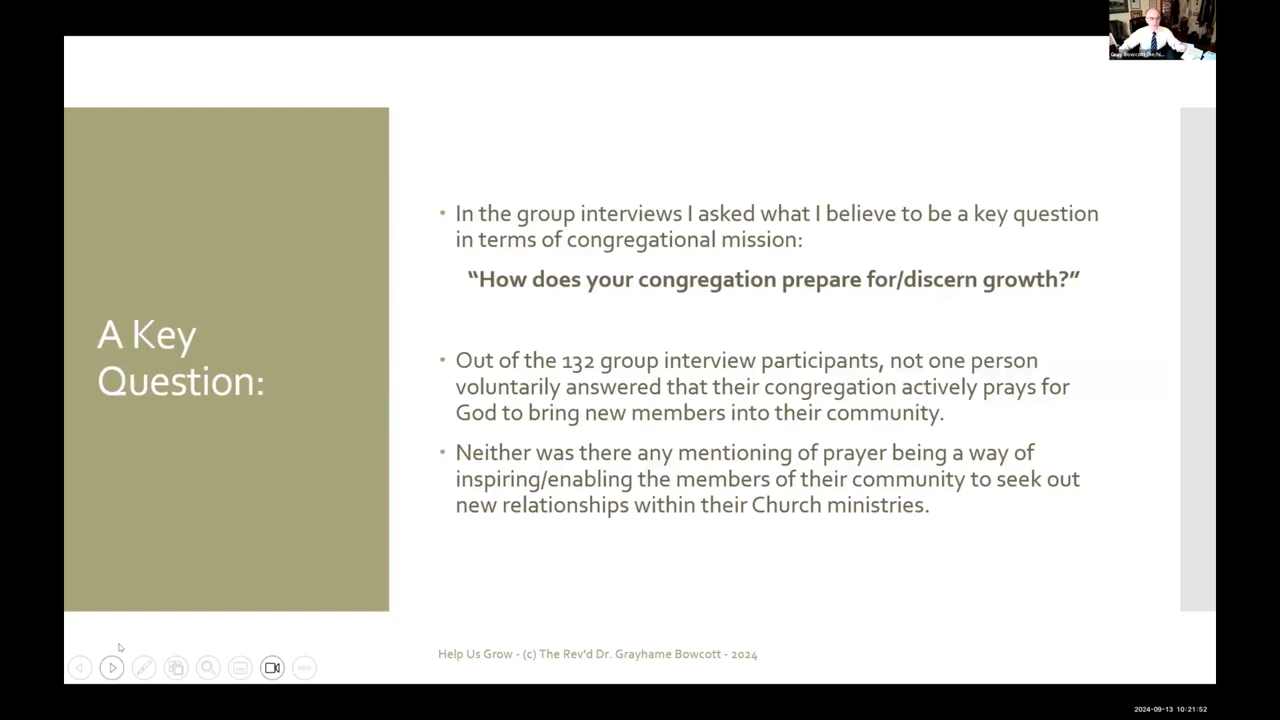 Gray Bowcott
A Key
Question:
• In the group interviews I asked what I believe to be a key question
in terms of congregational mission:
“How does your congregation prepare for/discern growth?”
• Out of the 132 group interview participants, not one person
voluntarily answered that their congregation actively prays for
God to bring new members into their community.
• Neither was there any mentioning of prayer being a way of
inspiring/enabling the members of their community to seek out
new relationships within their Church ministries.
Help Us Grow - (c) The Rev'd Dr. Grayhame Bowcott - 2024
2024-09-13 10:21:52